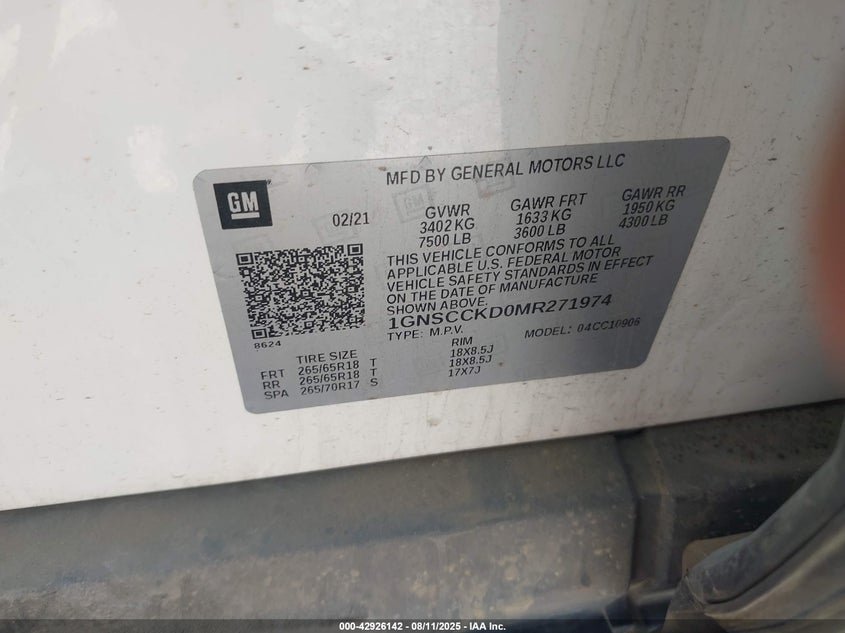 MFD BY GENERAL MOTORS LLC
GM
02/21
GVWR GAWR FRT GAWR RR
3402 KG 1633 KG 1950 KG
7500 LB 3600 LB 4300 LB
THIS VEHICLE CONFORMS TO ALL
APPLICABLE U.S. FEDERAL MOTOR
VEHICLE SAFETY STANDARDS IN EFFECT
ON THE DATE OF MANUFACTURE
SHOWN ABOVE.
1GNSCCKD0MR271974
TYPE: M.P.V. MODEL: 04CC10906
8624
TIRE SIZE RIM
FRT 265/65R18 T 18X8.5J
RR 265/65R18 T 18X8.5J
SPA 265/70R17 S 17X7J
000-42926142 - 08/11/2025 - IAA Inc.